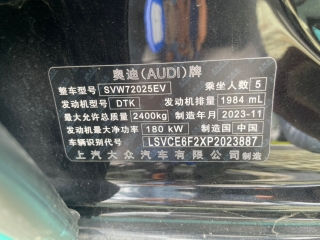 奥迪(AUDI)牌
整车型号 SVW72025EV 乘坐人数 5
发动机型号 DTK 发动机排量 1984 mL
最大允许总质量 2400kg 制造年月 2023-11
发动机最大净功率 180 kW 制造国 中国
车辆识别代号 LSVCE6F2XP2023887
上汽大众汽车有限公司 制造